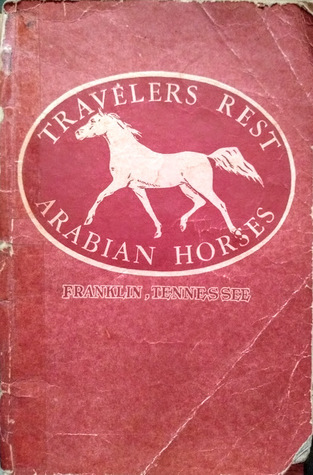 TRAVELERS REST
ARABIAN HORSES
FRANKLIN, TENNESSEE